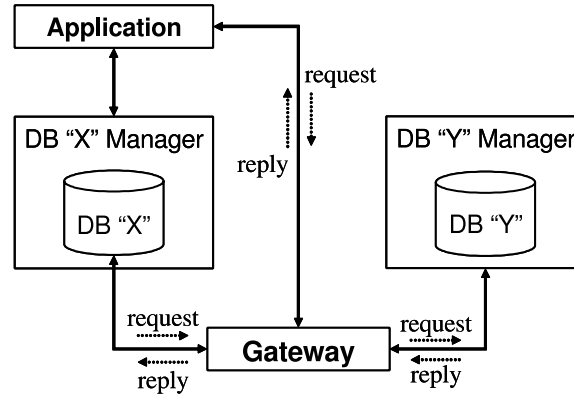 Application
request
reply
DB “X” Manager
DB “X”
DB “Y” Manager
DB “Y”
request
reply
Gateway
request
reply